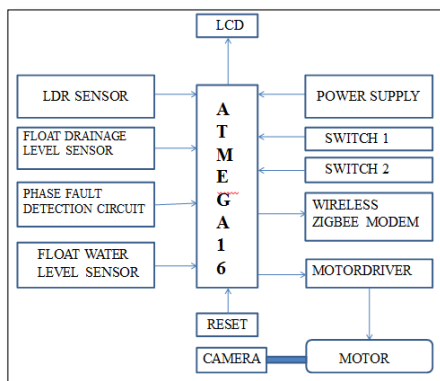 LCD
LDR SENSOR
FLOAT DRAINAGE
LEVEL SENSOR
PHASE FAULT
DETECTION CIRCUIT
FLOAT WATER
LEVEL SENSOR
A
T
M
E
G
A
1
6
POWER SUPPLY
SWITCH 1
SWITCH 2
WIRELESS
ZIGBEE MODEM
MOTORDRIVER
RESET
CAMERA
MOTOR